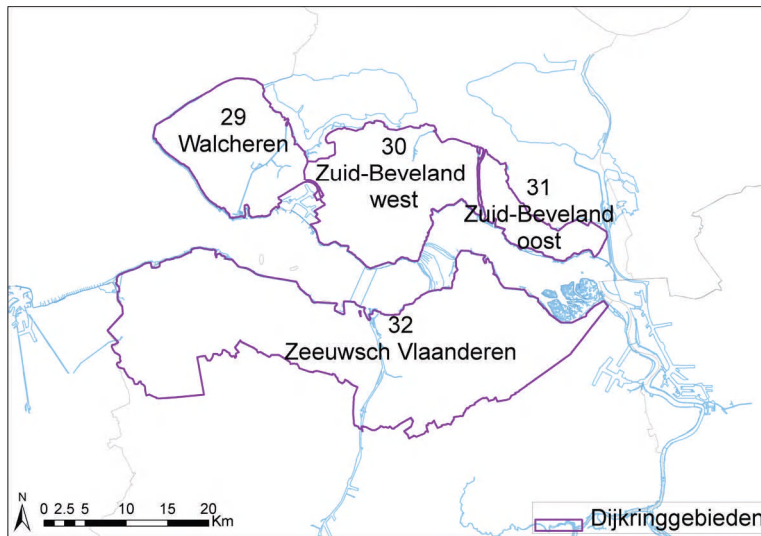 29
Walcheren
30
Zuid-Beveland
west
31
Zuid-Beveland
oost
32
Zeeuwsch Vlaanderen
N
0 2.5 5 10 15 20
Km
Dijkringgebieden